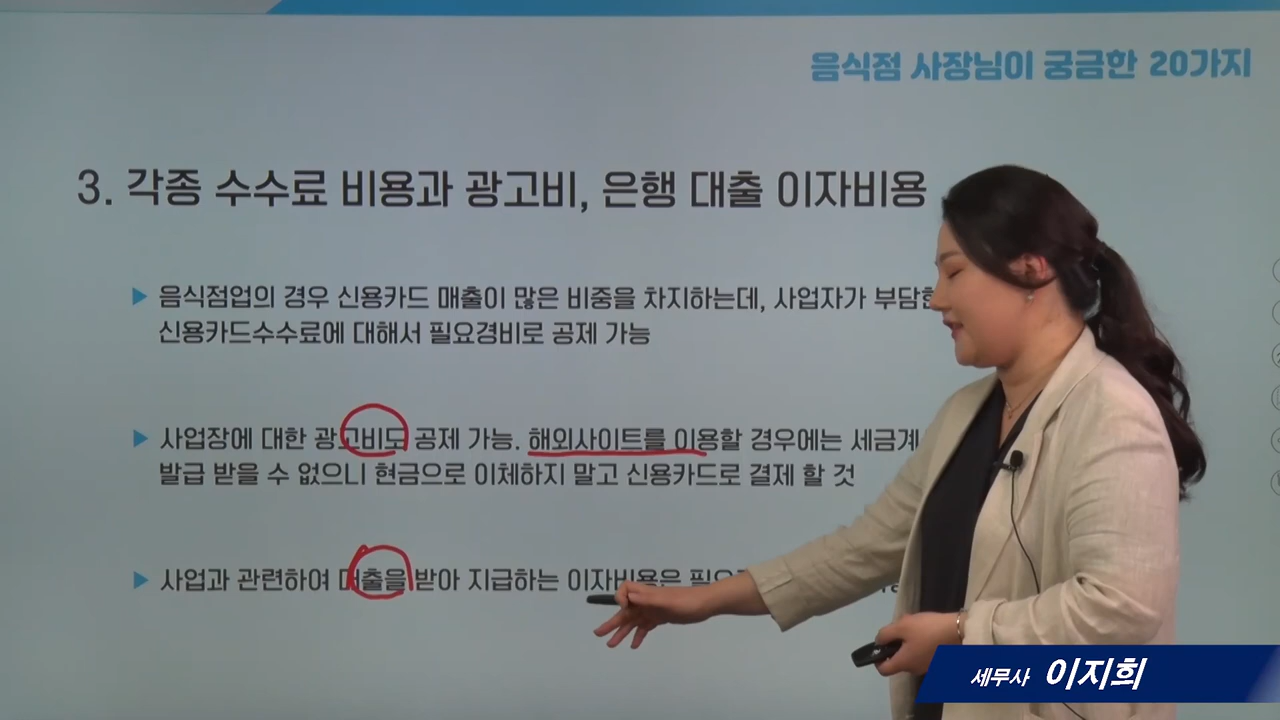 음식점 사장님이 궁금한 20가지
3. 각종 수수료 비용과 광고비, 은행 대출 이자비용
▶ 음식점업의 경우 신용카드 매출이 많은 비중을 차지하는데, 사업자가
신용카드수수료에 대해서 필요경비로 공제 가능
▶ 사업장에 대한 광고비도 공제 가능. 해외사이트를 이용할 경우에는 세금계
발급 받을 수 없으니 현금으로 이체하지 말고 신용카드로 결제 할 것
▶ 사업과 관련하여 대출을 받아 지급하는 이자비용은
세무사 이지희